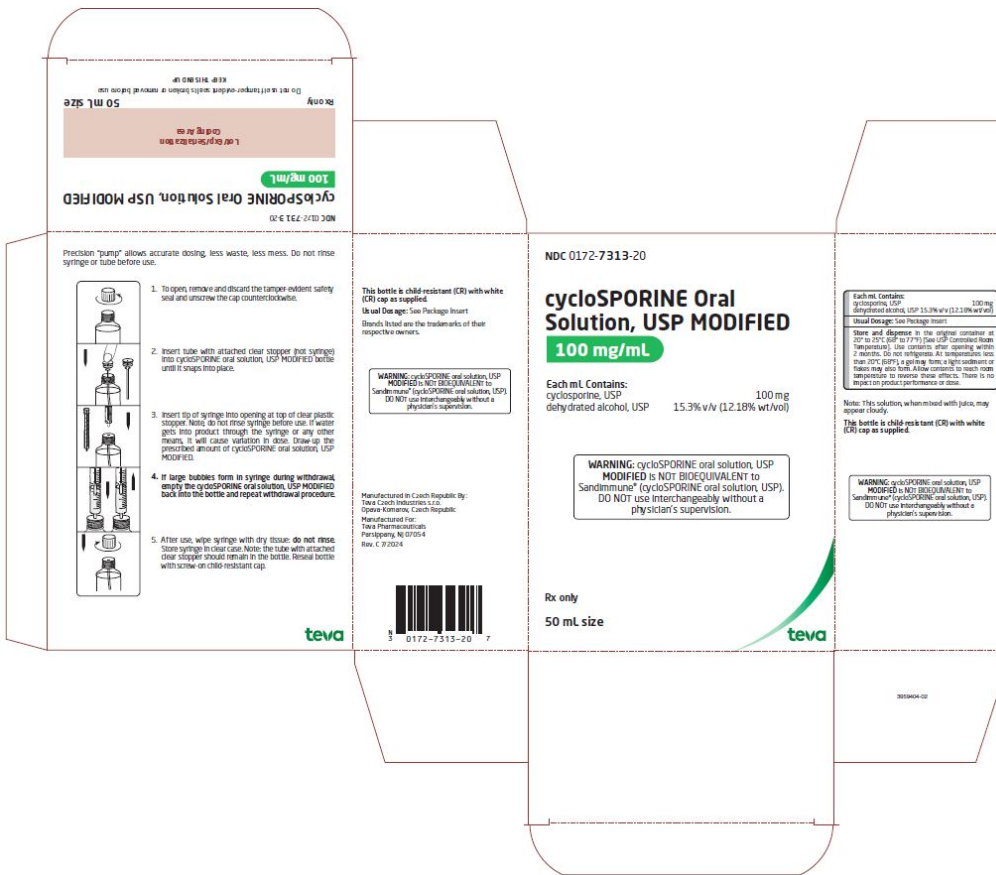 KEEP THIS END UP
Do not use if tamper-evident seal is broken or removed before use
Rx only 50 mL size
Lot/Exp/Serialization
Coding Area
100 mg/mL
cycloSPORINE Oral Solution, USP MODIFIED
NDC 0172-7313-20
Precision "pump" allows accurate dosing, less waste, less mess. Do not rinse
syringe or tube before use.
1. To open, remove and discard the tamper-evident safety
seal and unscrew the cap counterclockwise.
2. Insert tube with attached clear stopper (not syringe)
into cycloSPORINE oral solution, USP MODIFIED bottle
until it snaps into place.
3. Insert tip of syringe into opening at top of clear plastic
stopper. Note, do not rinse syringe before use. If water
gets into product through the syringe or any other
means, it will cause variation in dose. Draw up the
prescribed amount of cycloSPORINE oral solution, USP
MODIFIED.
4. If large bubbles form in syringe during withdrawal,
empty the cycloSPORINE oral solution, USP MODIFIED
back into the bottle and repeat withdrawal procedure.
5. After use, wipe syringe with dry tissue: do not rinse.
Store syringe in clear case. Note: the tube with attached
clear stopper should remain in the bottle. Reseal bottle
with screw-on child-resistant cap.
teva
This bottle is child-resistant (CR) with white
(CR) cap as supplied.
Usual Dosage: See Package Insert
Brands listed are the trademarks of their
respective owners.
WARNING: cycloSPORINE oral solution, USP
MODIFIED is NOT BIOEQUIVALENT to
Sandimmune® (cycloSPORINE oral solution, USP).
DO NOT use interchangeably without a
physician's supervision.
Manufactured In Czech Republic By:
Teva Czech Industries s.r.o.
Opava-Komarov, Czech Republic
Manufactured For:
Teva Pharmaceuticals
Parsippany, NJ 07054
Rev. C 7/2024
N
3 0172-7313-20 7
NDC 0172-7313-20
cycloSPORINE Oral
Solution, USP MODIFIED
100 mg/mL
Each mL Contains:
cyclosporine, USP 100 mg
dehydrated alcohol, USP 15.3% v/v (12.18% wt/vol)
WARNING: cycloSPORINE oral solution, USP
MODIFIED is NOT BIOEQUIVALENT to
Sandimmune® (cycloSPORINE oral solution, USP).
DO NOT use interchangeably without a
physician's supervision.
Rx only
50 mL size
teva
Each mL Contains:
cyclosporine, USP 100 mg
dehydrated alcohol, USP 15.3% v/v (12.18% wt/vol)
Usual Dosage: See Package Insert
Store and dispense in the original container at
20° to 25°C (68° to 77°F) (See USP Controlled Room
Temperature). Use contents after opening within
2 months. Do not refrigerate. At temperatures less
than 20°C (68°F), a gel may form; a light sediment or
flakes may also form. Allow contents to reach room
temperature to reverse these effects. There is no
impact on product performance or dose.
Note: This solution, when mixed with juice, may
appear cloudy.
This bottle is child-resistant (CR) with white
(CR) cap as supplied.
WARNING: cycloSPORINE oral solution, USP
MODIFIED is NOT BIOEQUIVALENT to
Sandimmune® (cycloSPORINE oral solution, USP).
DO NOT use interchangeably without a
physician's supervision.
3959404-02